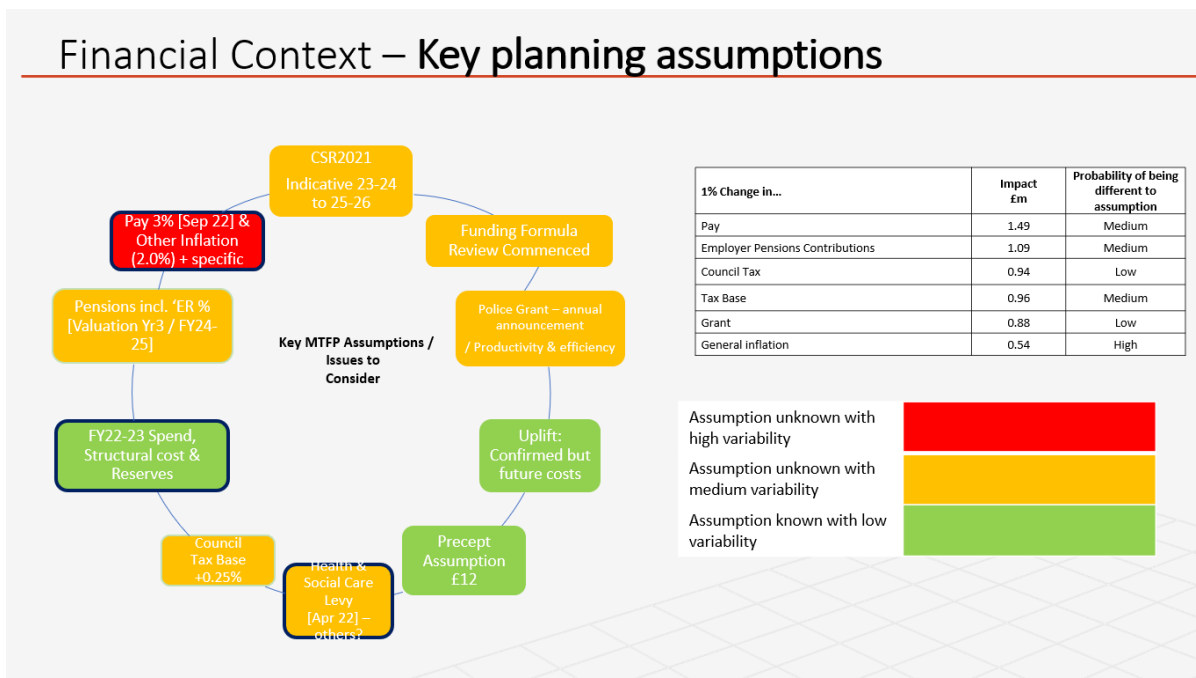 Financial Context – Key planning assumptions
CSR2021
Indicative 23-24
to 25-26
Funding Formula
Review Commenced
Police Grant – annual
announcement
/ Productivity & efficiency
Uplift:
Confirmed but
future costs
Precept
Assumption
£12
Health &
Social Care
Levy
[Apr 22] –
others?
Council
Tax Base
+0.25%
FY22-23 Spend,
Structural cost &
Reserves
Pensions incl. ‘ER %
[Valuation Yr3 / FY24-
25]
Pay 3% [Sep 22] &
Other Inflation
(2.0%) + specific
Key MTFP Assumptions /
Issues to
Consider
1% Change in...
Impact
£m
Probability of being
different to
assumption
Pay 1.49 Medium
Employer Pensions Contributions 1.09 Medium
Council Tax 0.94 Low
Tax Base 0.96 Medium
Grant 0.88 Low
General inflation 0.54 High
Assumption unknown with
high variability
Assumption unknown with
medium variability
Assumption known with low
variability